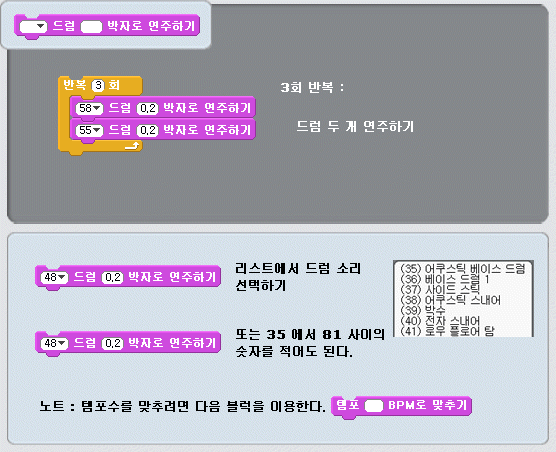 드럼 박자로 연주하기
반복 3 회
58 드럼 0.2 박자로 연주하기
55 드럼 0.2 박자로 연주하기
3회 반복 :
드럼 두 개 연주하기
48 드럼 0.2 박자로 연주하기
리스트에서 드럼 소리
선택하기
(35) 어쿠스틱 베이스 드럼
(36) 베이스 드럼 1
(37) 사이드 스틱
(38) 어쿠스틱 스내어
(39) 박수
(40) 전자 스내어
(41) 로우 플로어 탐
48 드럼 0.2 박자로 연주하기
또는 35 에서 81 사이의
숫자를 적어도 된다.
노트 : 템포수를 맞추려면 다음 블럭을 이용한다. 템포 BPM로 맞추기